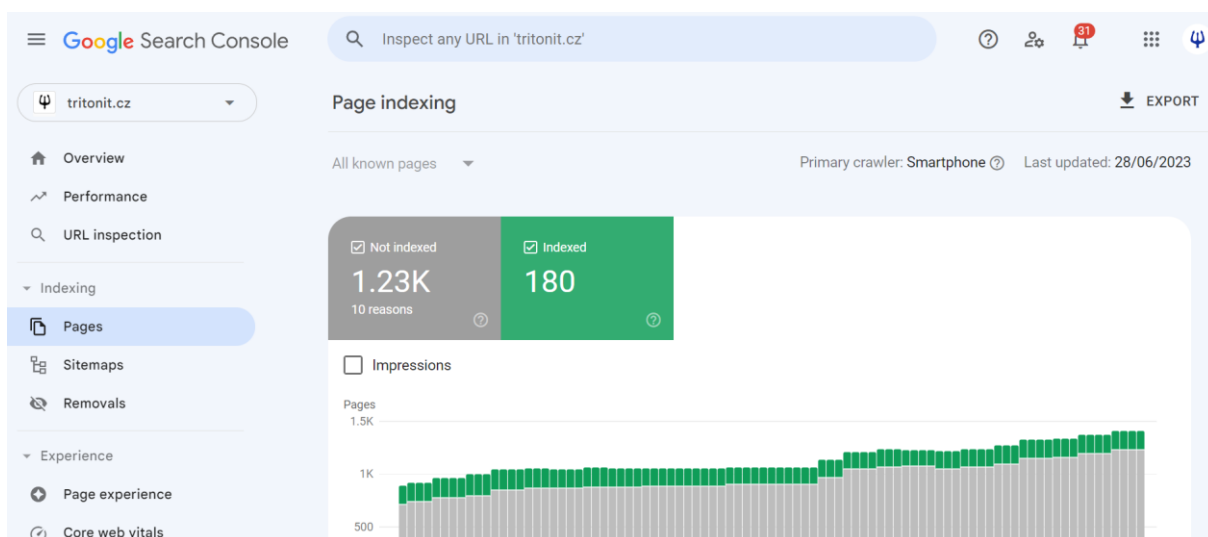 Google Search Console
Inspect any URL in 'tritonit.cz'
31
tritonit.cz
Overview
Performance
URL inspection
Indexing
Pages
Sitemaps
Removals
Experience
Page experience
Core web vitals
Page indexing
EXPORT
All known pages
Primary crawler: Smartphone
Last updated: 28/06/2023
Not indexed
1.23K
10 reasons
Indexed
180
Impressions
Pages
1.5K
1K
500